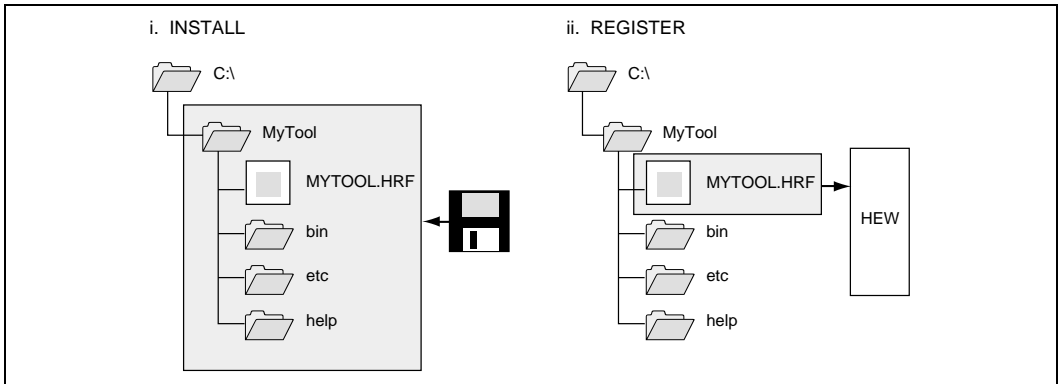 i. INSTALL
C:\
MyTool
MYTOOL.HRF
bin
etc
help
ii. REGISTER
C:\
MyTool
MYTOOL.HRF
bin
etc
help
HEW